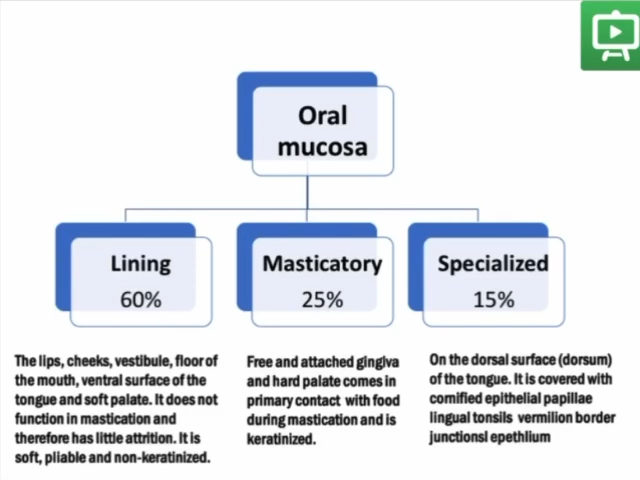 Oral
mucosa
Lining
60%
Masticatory
25%
Specialized
15%
The lips, cheeks, vestibule, floor of
the mouth, ventral surface of the
tongue and soft palate. It does not
function in mastication and
therefore has little attrition. It is
soft, pliable and non-keratinized.
Free and attached gingiva
and hard palate comes in
primary contact with food
during mastication and is
keratinized.
On the dorsal surface (dorsum)
of the tongue. It is covered with
cornified epithelial papillae
lingual tonsils vermilion border
junctionsl epethlium